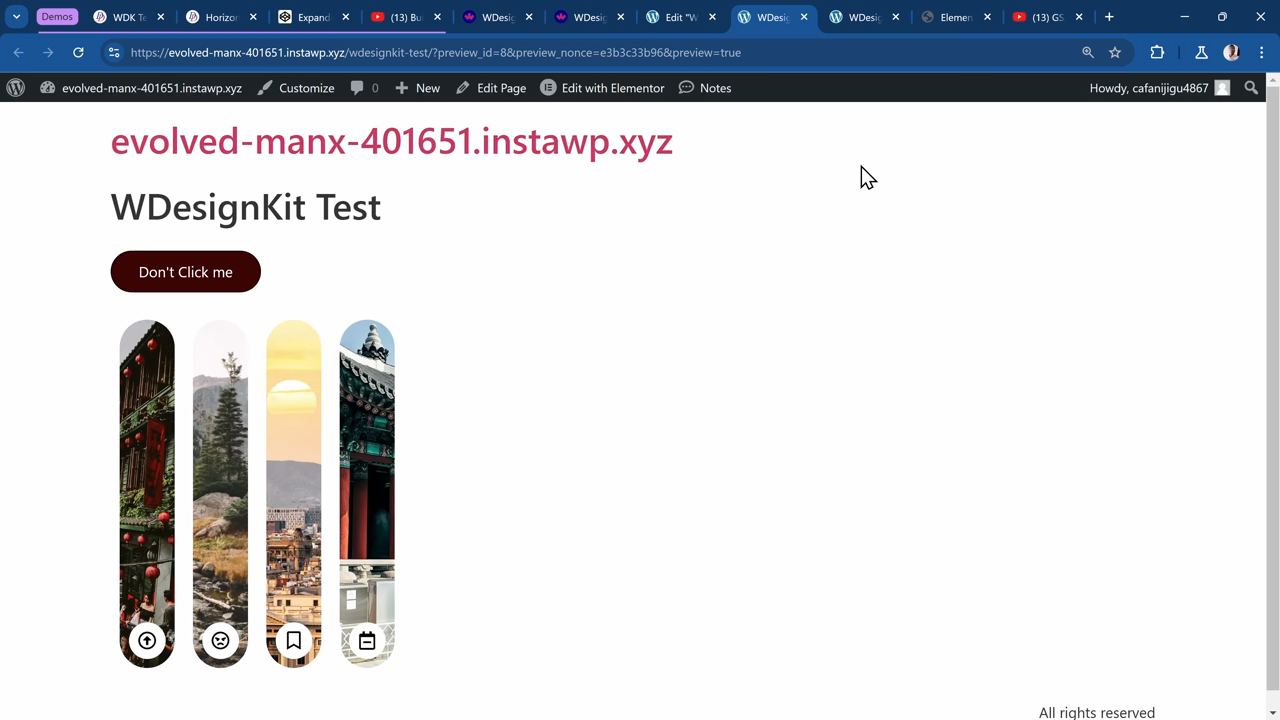 Demos
WDK Te
Horizon
Expand
(13) Bu
WDesig
WDesig
Edit "W
WDesig
WDesig
Elemen
(13) GS
https://evolved-manx-401651.instawp.xyz/wdesignkit-test/?preview_id=8&preview_nonce=e3b3c33b96&preview=true
evolved-manx-401651.instawp.xyz
Customize
0
New
Edit Page
Edit with Elementor
Notes
Howdy, cafanijigu4867
evolved-manx-401651.instawp.xyz
WDesignKit Test
Don't Click me
All rights reserved